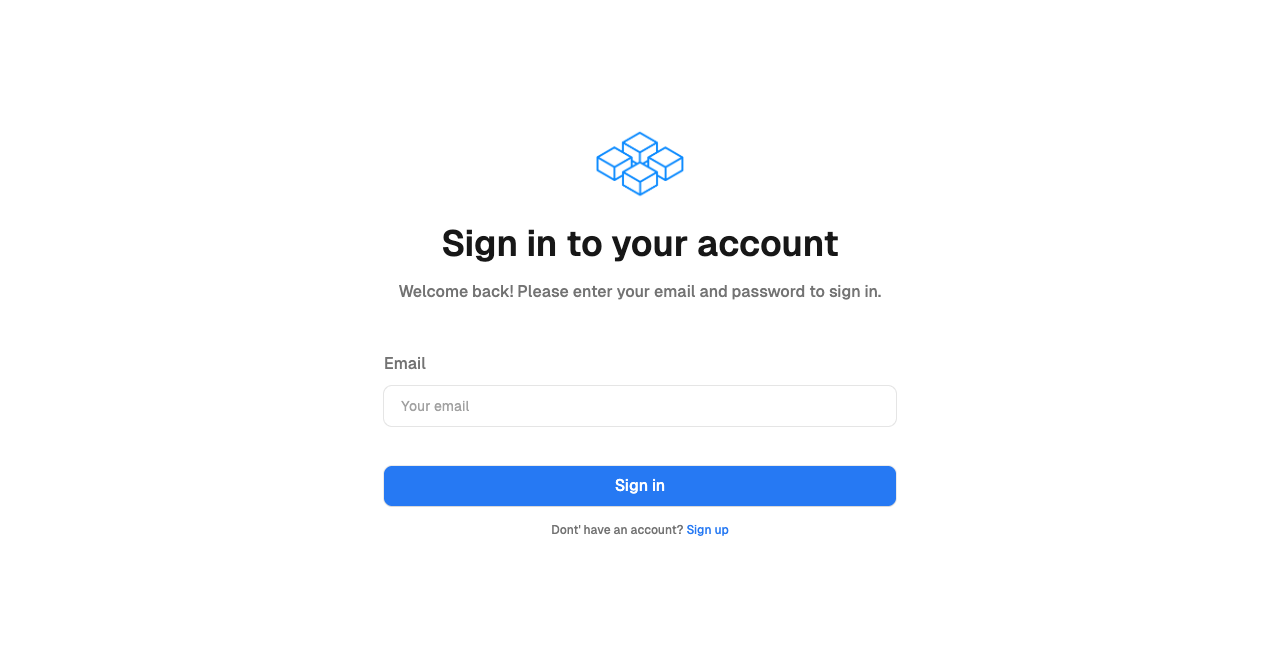 Sign in to your account
Welcome back! Please enter your email and password to sign in.
Email
Your email
Sign in
Dont' have an account? Sign up